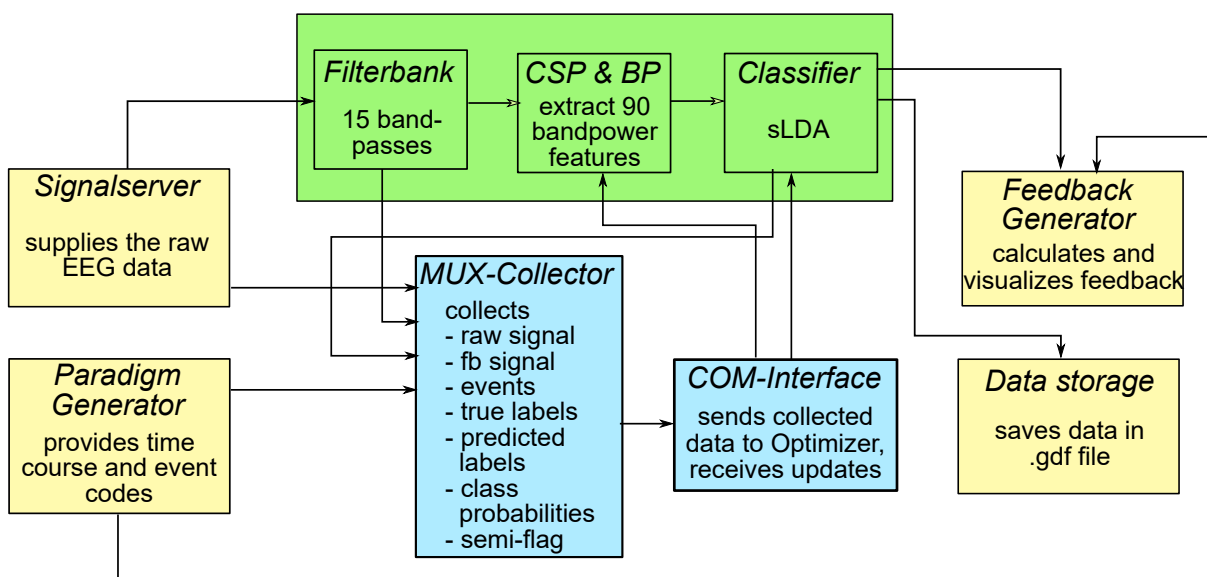 Filterbank
15 band-
passes
CSP & BP
extract 90
bandpower
features
Classifier
sLDA
Signalserver
supplies the raw
EEG data
Feedback
Generator
calculates and
visualizes feedback
MUX-Collector
collects
- raw signal
- fb signal
- events
- true labels
- predicted
labels
- class
probabilities
- semi-flag
Paradigm
Generator
provides time
course and event
codes
COM-Interface
sends collected
data to Optimizer,
receives updates
Data storage
saves data in
.gdf file